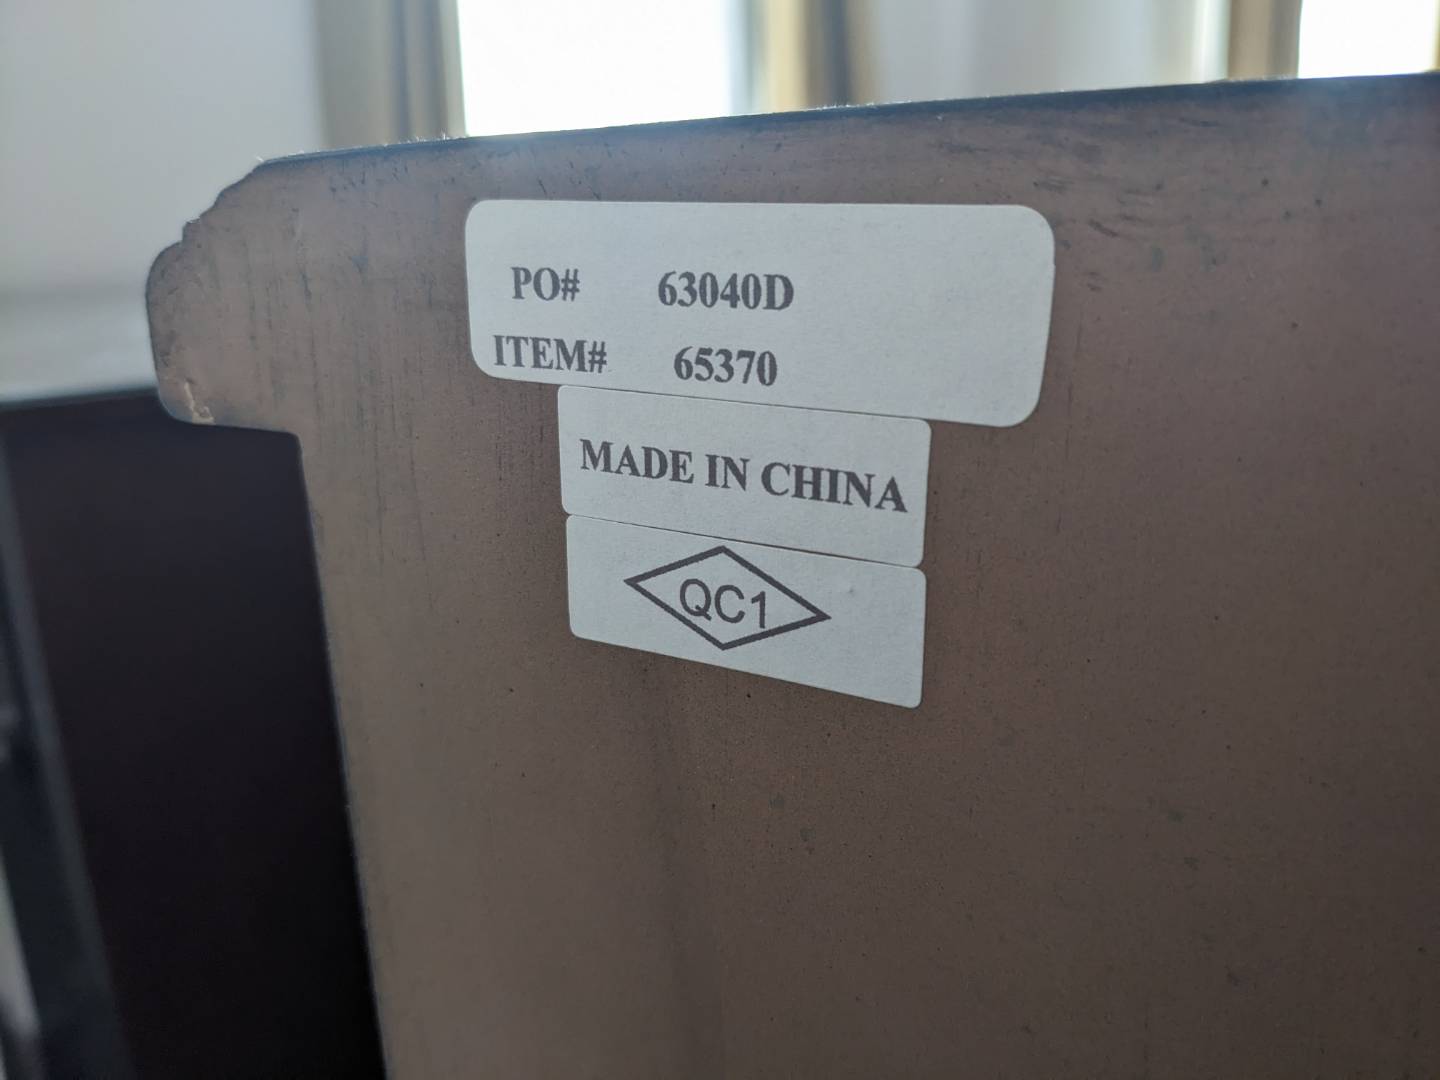 PO# 63040D
ITEM# 65370
MADE IN CHINA
QC1